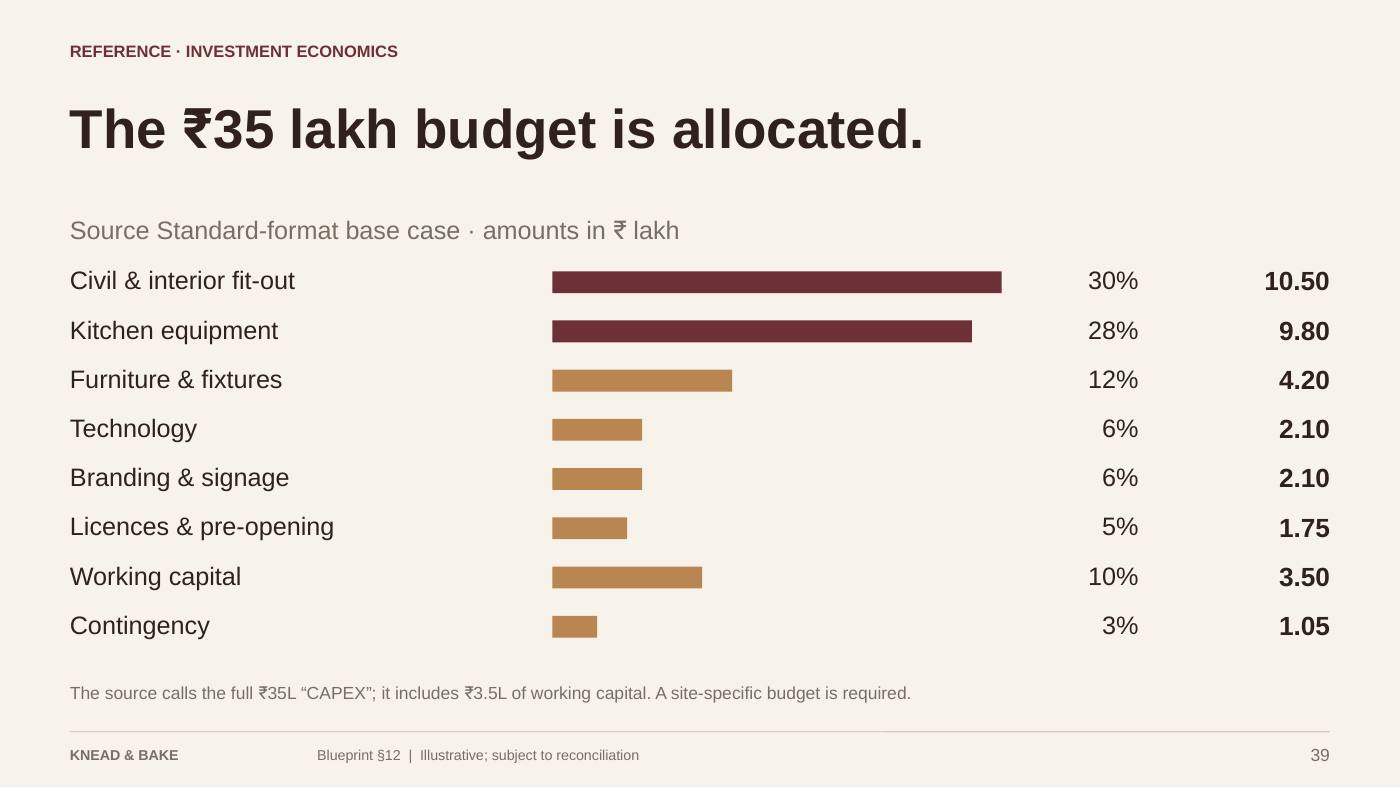 REFERENCE · INVESTMENT ECONOMICS
The ₹35 lakh budget is allocated.
Source Standard-format base case · amounts in ₹ lakh
Civil & interior fit-out 30% 10.50
Kitchen equipment 28% 9.80
Furniture & fixtures 12% 4.20
Technology 6% 2.10
Branding & signage 6% 2.10
Licences & pre-opening 5% 1.75
Working capital 10% 3.50
Contingency 3% 1.05
The source calls the full ₹35L “CAPEX”; it includes ₹3.5L of working capital. A site-specific budget is required.
KNEAD & BAKE Blueprint §12 | Illustrative; subject to reconciliation 39